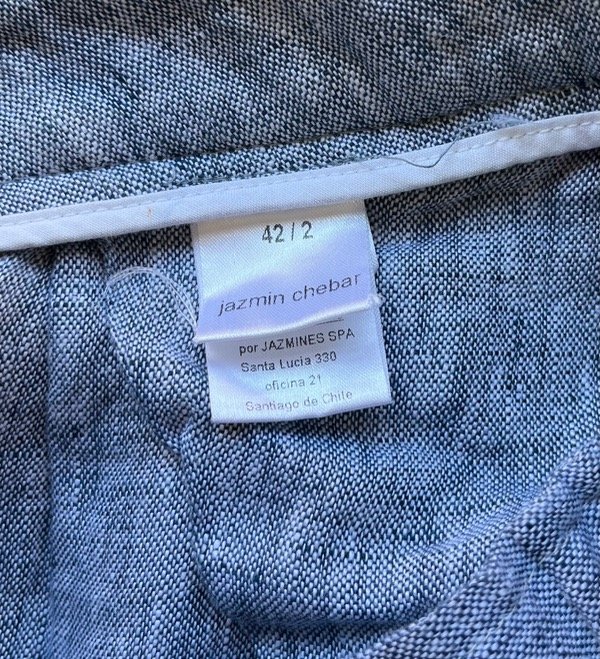 42 / 2
jazmin chebar
por JAZMINES SPA
Santa Lucia 330
oficina 21
Santiago de Chile